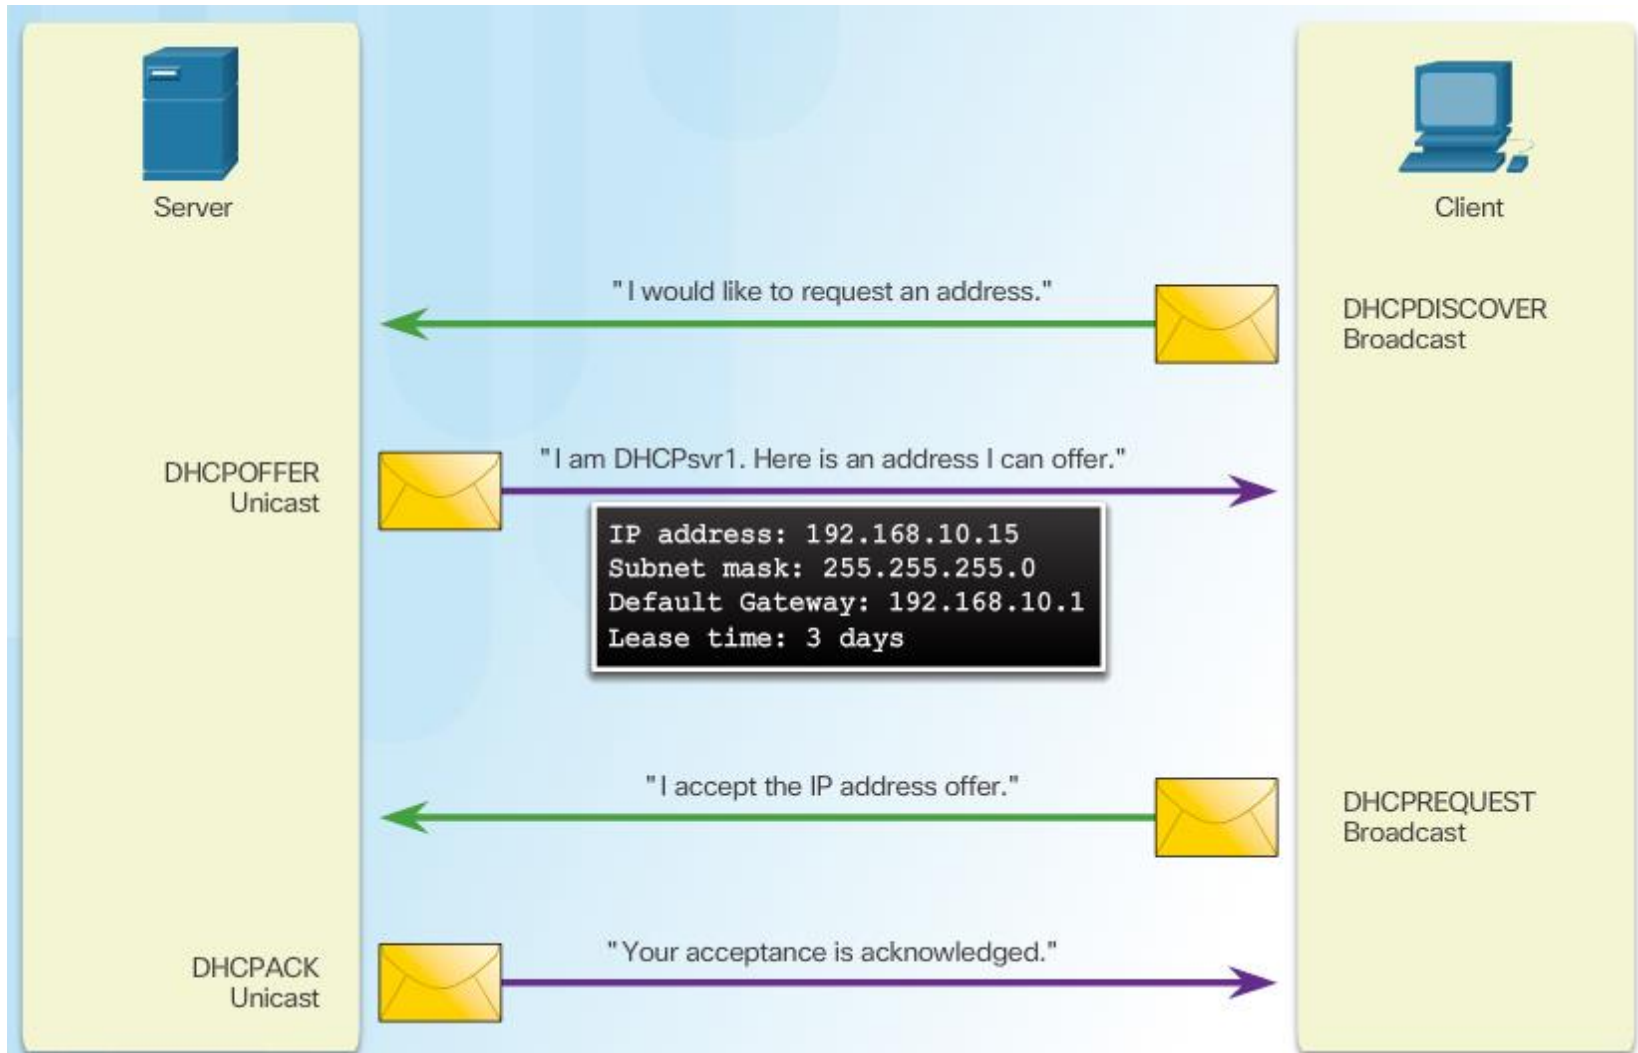 Server
Client
"I would like to request an address."
DHCPDISCOVER
Broadcast
DHCPOFFER
Unicast
"I am DHCPsvr1. Here is an address I can offer."
IP address: 192.168.10.15
Subnet mask: 255.255.255.0
Default Gateway: 192.168.10.1
Lease time: 3 days
"I accept the IP address offer."
DHCPREQUEST
Broadcast
DHCPACK
Unicast
"Your acceptance is acknowledged."